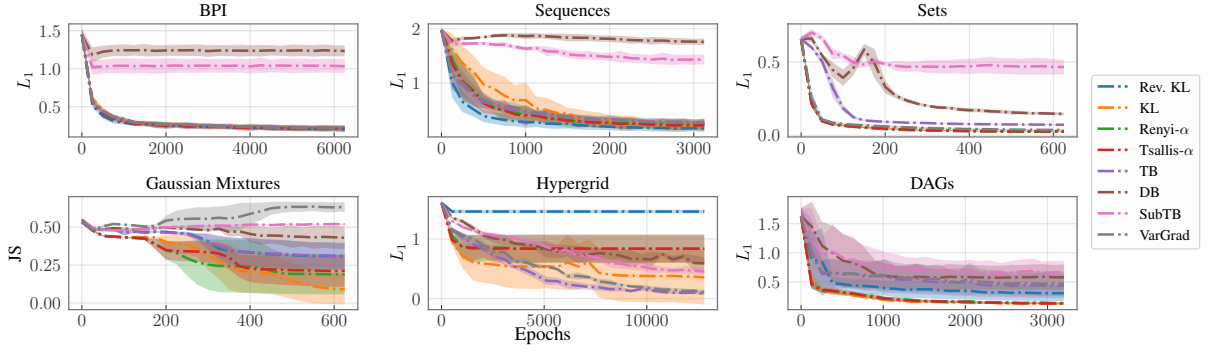 BPI
Sequences
Sets
L1
1.5
1.0
0.5
0
2000
4000
6000
L1
2
1
0
1000
2000
3000
L1
0.5
0.0
0
200
400
600
Rev. KL
KL
Renyi-α
Tsallis-α
TB
DB
SubTB
VarGrad
Gaussian Mixtures
Hypergrid
DAGs
JS
0.50
0.25
0.00
0
200
400
600
L1
1
0
0
5000
10000
L1
1.5
1.0
0.5
0
1000
2000
3000
Epochs